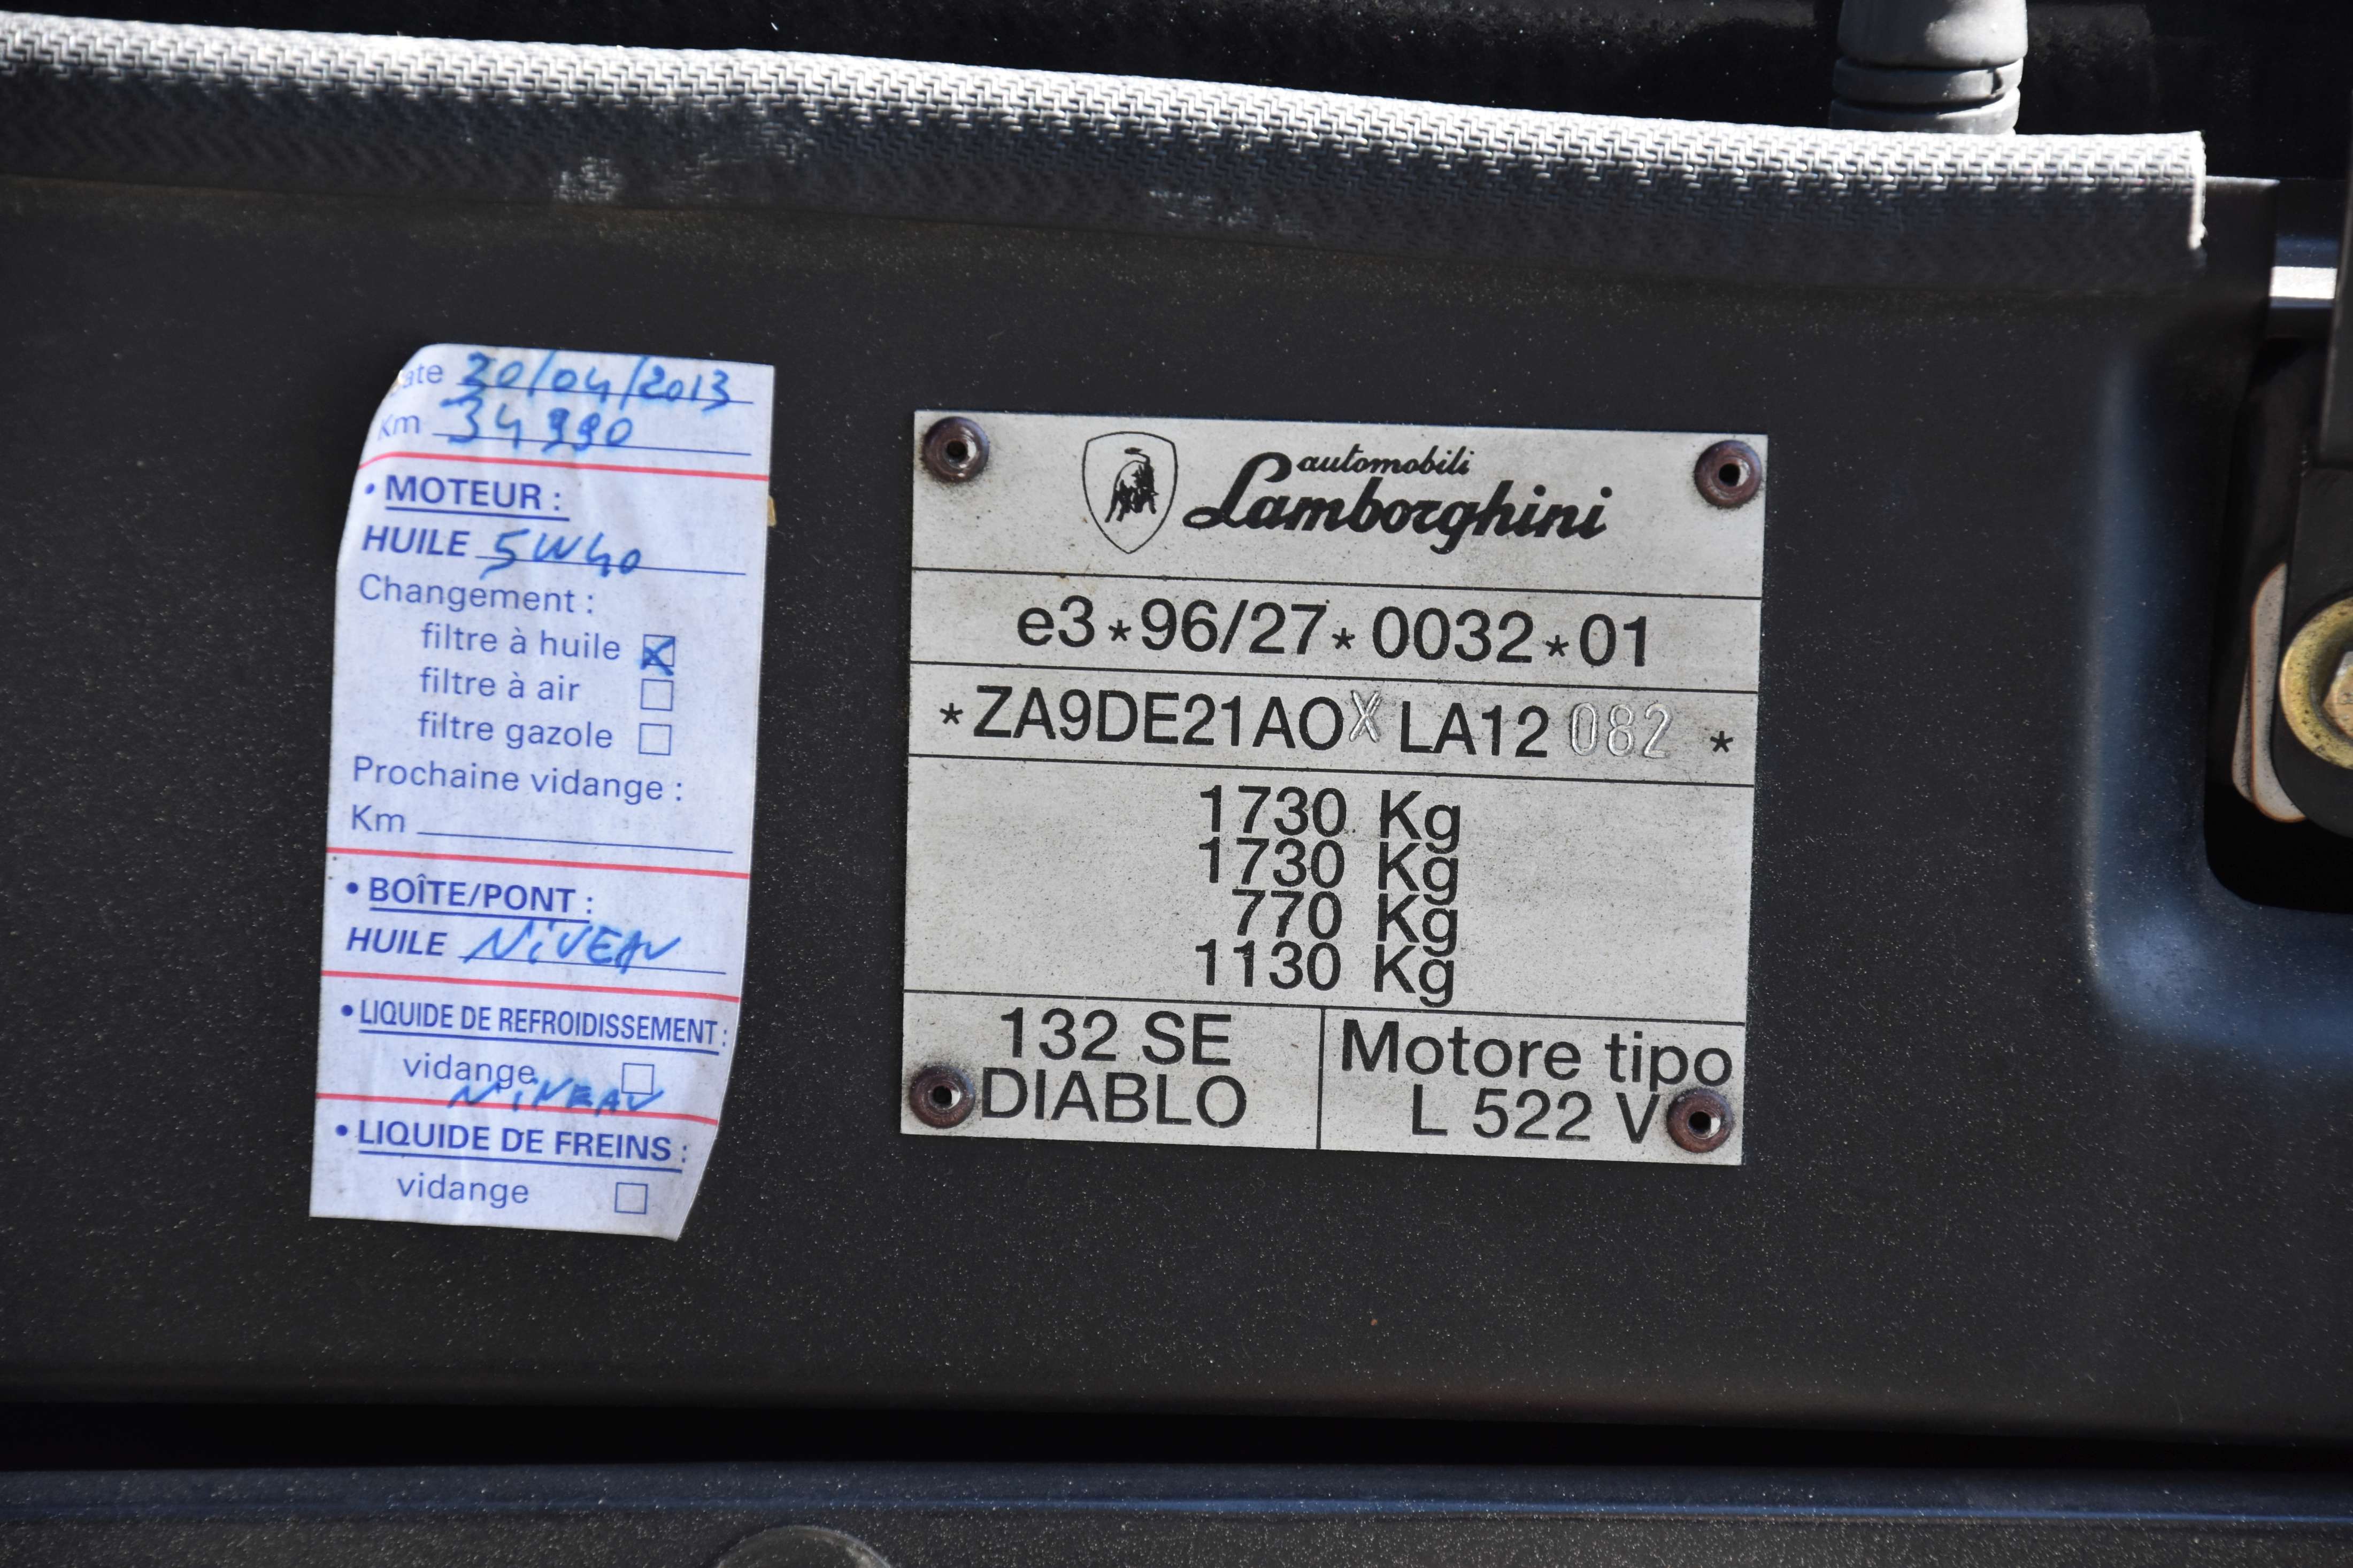 Date 30/04/2013
Km 34990
• MOTEUR :
HUILE 5W40
Changement :
filtre à huile
filtre à air
filtre gazole
Prochaine vidange :
Km
• BOÎTE/PONT :
HUILE NIVEAU
• LIQUIDE DE REFROIDISSEMENT :
vidange
NIVEAU
• LIQUIDE DE FREINS :
vidange
automobili
Lamborghini
e3*96/27*0032*01
*ZA9DE21AOXLA12082*
1730 Kg
1730 Kg
770 Kg
1130 Kg
132 SE
DIABLO
Motore tipo
L 522 V